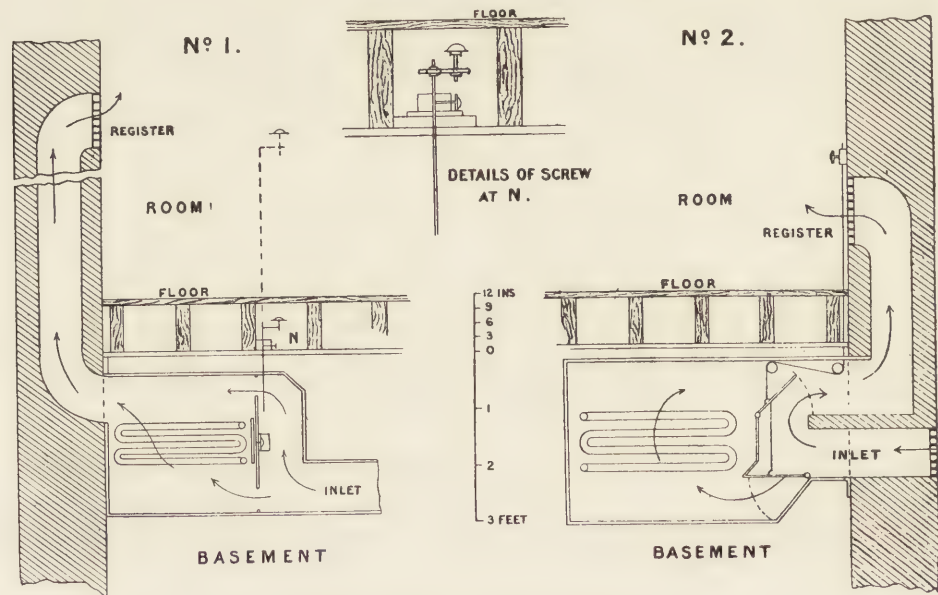 FLOOR
Nº 1.
Nº 2.
REGISTER
DETAILS OF SCREW
AT N.
ROOM
ROOM
REGISTER
FLOOR
12 INS
9
6
3
0
FLOOR
N
1
2
3 FEET
INLET
INLET
BASEMENT
BASEMENT